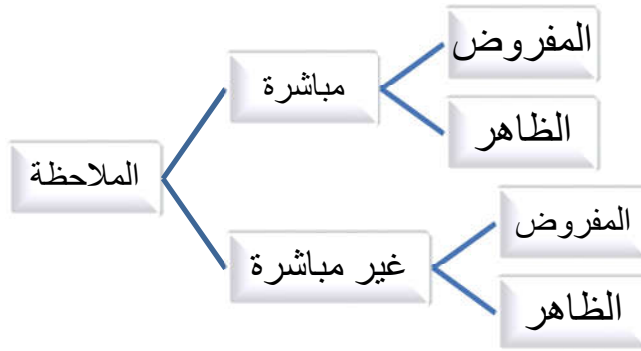 الملاحظة
مباشرة
المفروض
الظاهر
غير مباشرة
المفروض
الظاهر